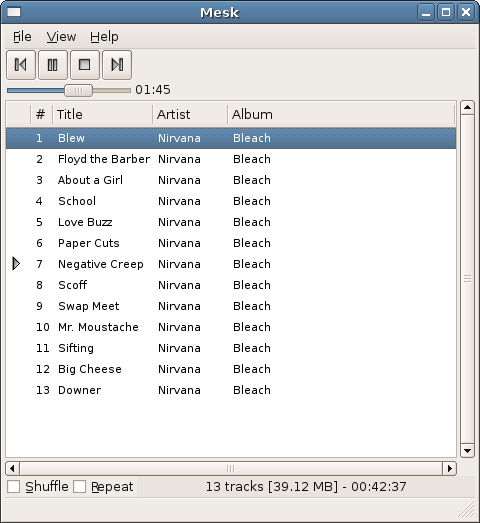 Mesk
File View Help
01:45
# Title Artist Album
1 Blew Nirvana Bleach
2 Floyd the Barber Nirvana Bleach
3 About a Girl Nirvana Bleach
4 School Nirvana Bleach
5 Love Buzz Nirvana Bleach
6 Paper Cuts Nirvana Bleach
7 Negative Creep Nirvana Bleach
8 Scoff Nirvana Bleach
9 Swap Meet Nirvana Bleach
10 Mr. Moustache Nirvana Bleach
11 Sifting Nirvana Bleach
12 Big Cheese Nirvana Bleach
13 Downer Nirvana Bleach
Shuffle Repeat 13 tracks [39.12 MB] - 00:42:37